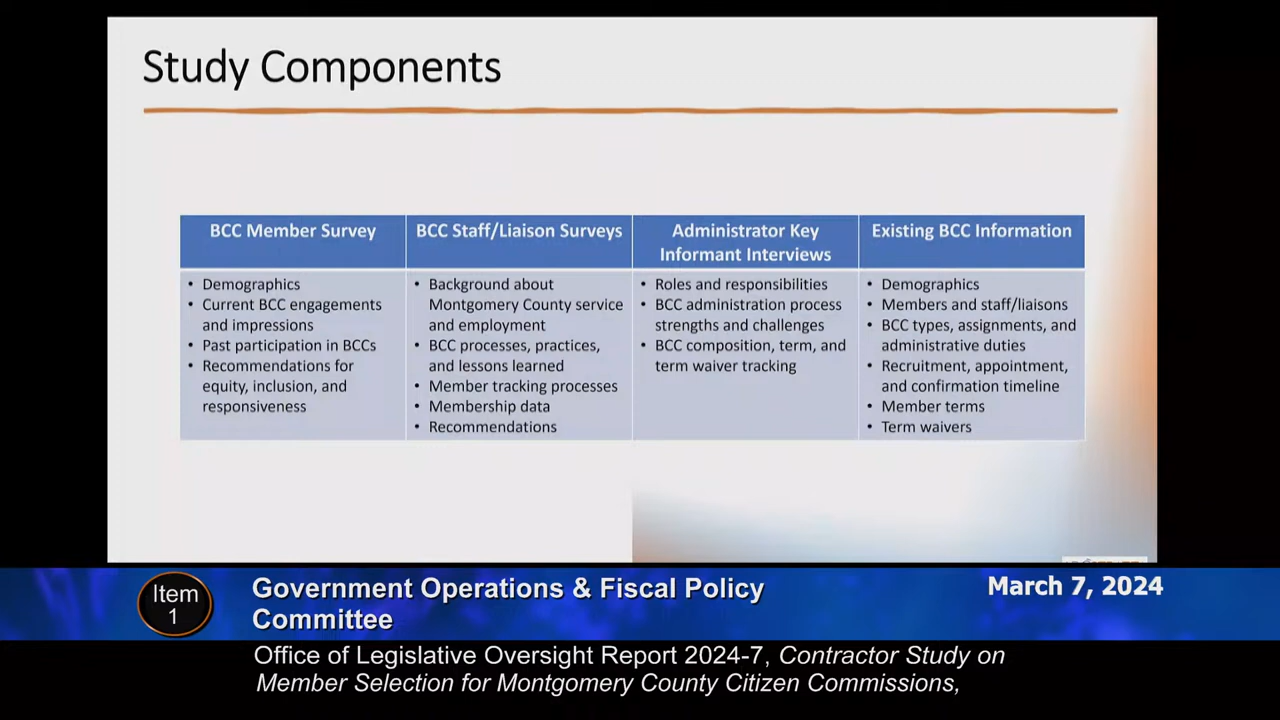 Study Components
BCC Member Survey
• Demographics
• Current BCC engagements
and impressions
• Past participation in BCCs
• Recommendations for
equity, inclusion, and
responsiveness
BCC Staff/Liaison Surveys
• Background about
Montgomery County service
and employment
• BCC processes, practices,
and lessons learned
• Member tracking processes
• Membership data
• Recommendations
Administrator Key
Informant Interviews
• Roles and responsibilities
• BCC administration process
strengths and challenges
• BCC composition, term, and
term waiver tracking
Existing BCC Information
• Demographics
• Members and staff/liaisons
• BCC types, assignments, and
administrative duties
• Recruitment, appointment,
and confirmation timeline
• Member terms
• Term waivers
Item
1
Government Operations & Fiscal Policy
Committee
March 7, 2024
Office of Legislative Oversight Report 2024-7, Contractor Study on
Member Selection for Montgomery County Citizen Commissions,